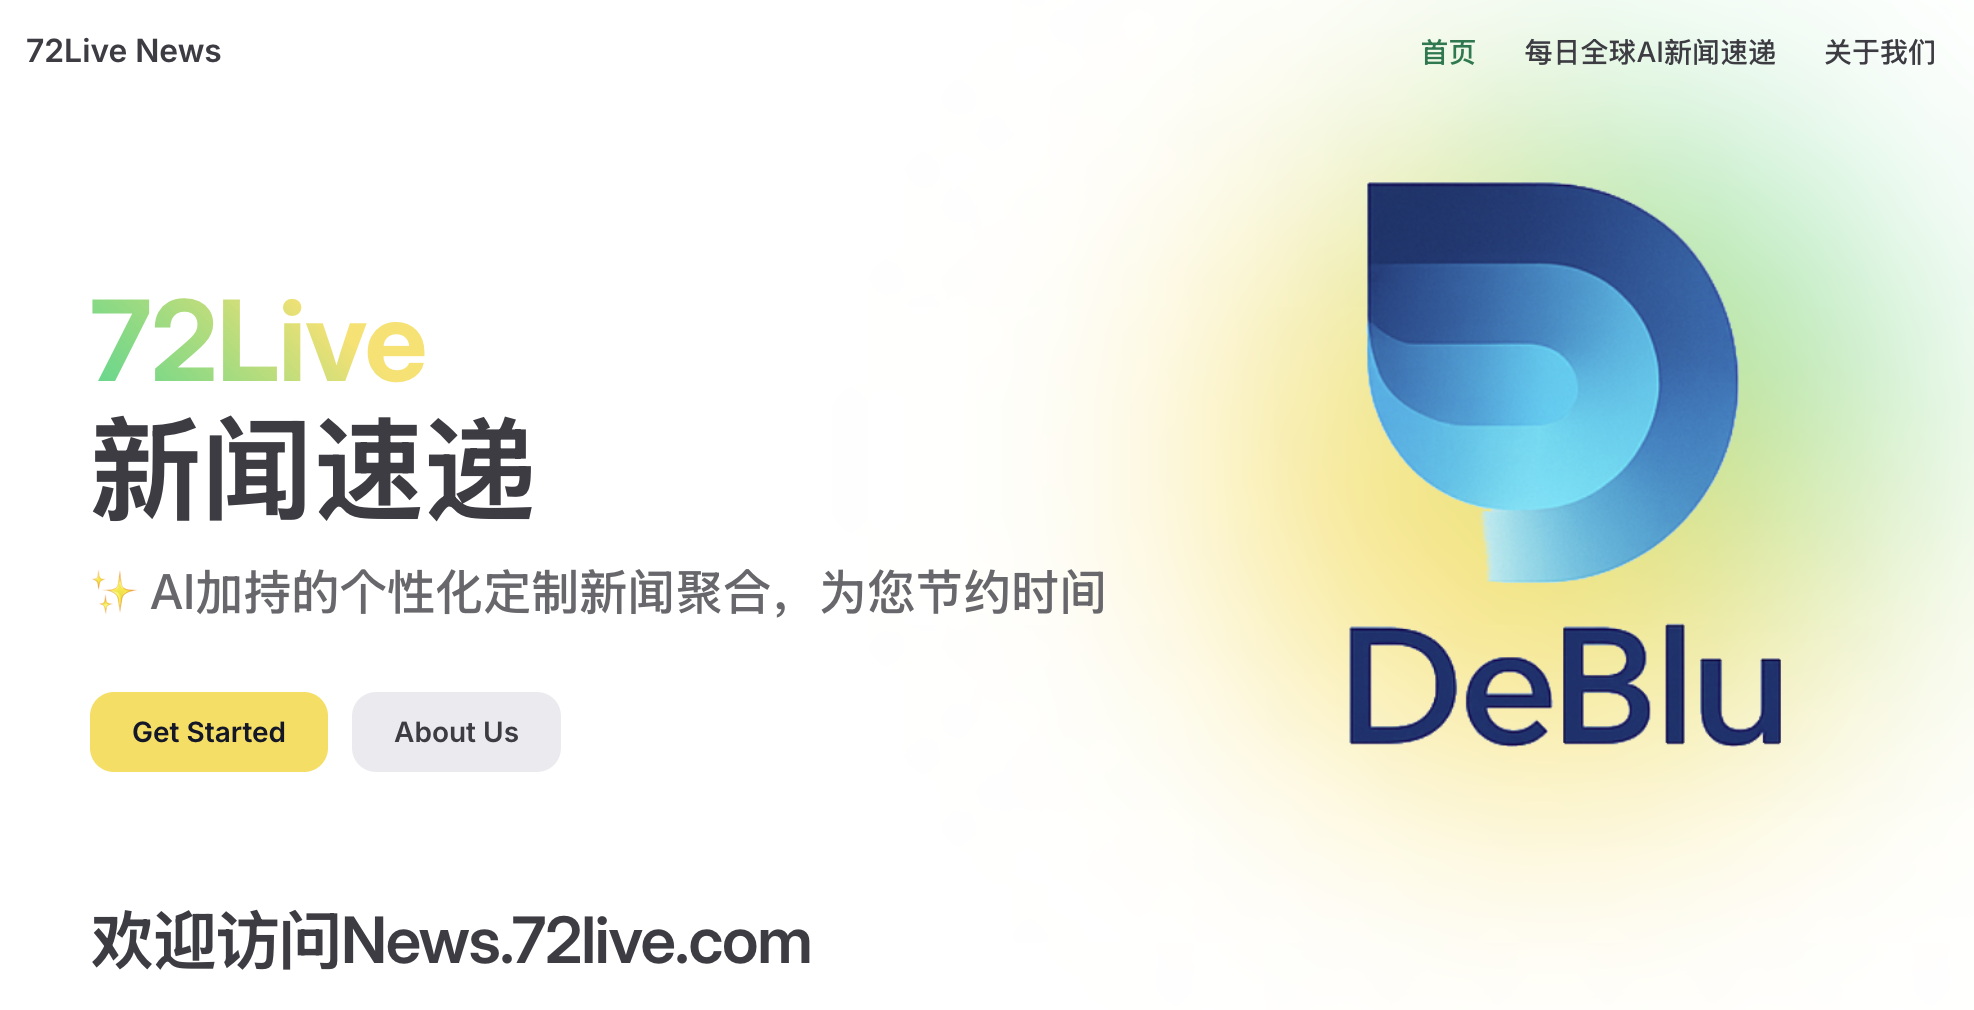 72Live News
首页
每日全球AI新闻速递
关于我们
72Live
新闻速递
✨ AI加持的个性化定制新闻聚合，为您节约时间
Get Started
About Us
DeBlu
欢迎访问News.72live.com